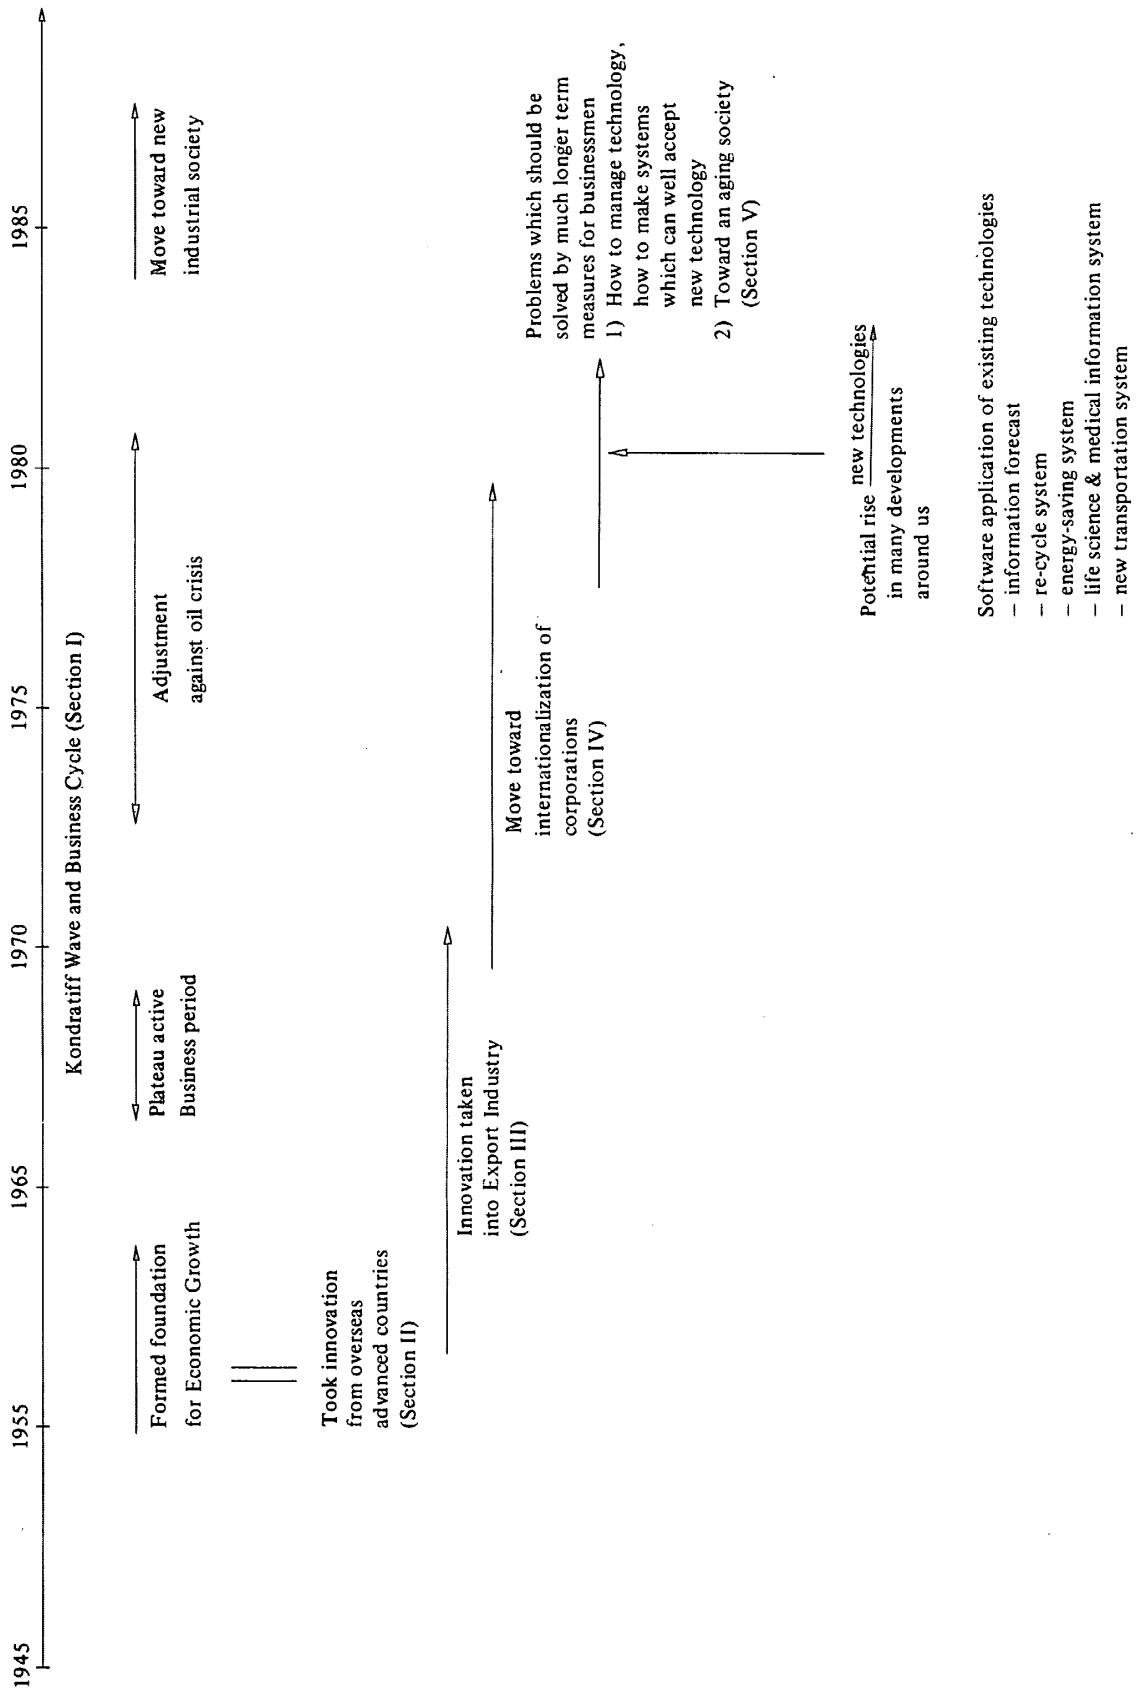 1945
1955
1965
1970
1975
1980
1985
Kondratiff Wave and Business Cycle (Section I)
Formed foundation
for Economic Growth
Plateau active
Business period
Adjustment
against oil crisis
Move toward new
industrial society
Took innovation
from overseas
advanced countries
(Section II)
Innovation taken
into Export Industry
(Section III)
Move toward
internationalization of
corporations
(Section IV)
Problems which should be
solved by much longer term
measures for businessmen
1) How to manage technology,
how to make systems
which can well accept
new technology
2) Toward an aging society
(Section V)
Potential rise new technologies
in many developments
around us
Software application of existing technologies
– information forecast
– re-cycle system
– energy-saving system
– life science & medical information system
– new transportation system